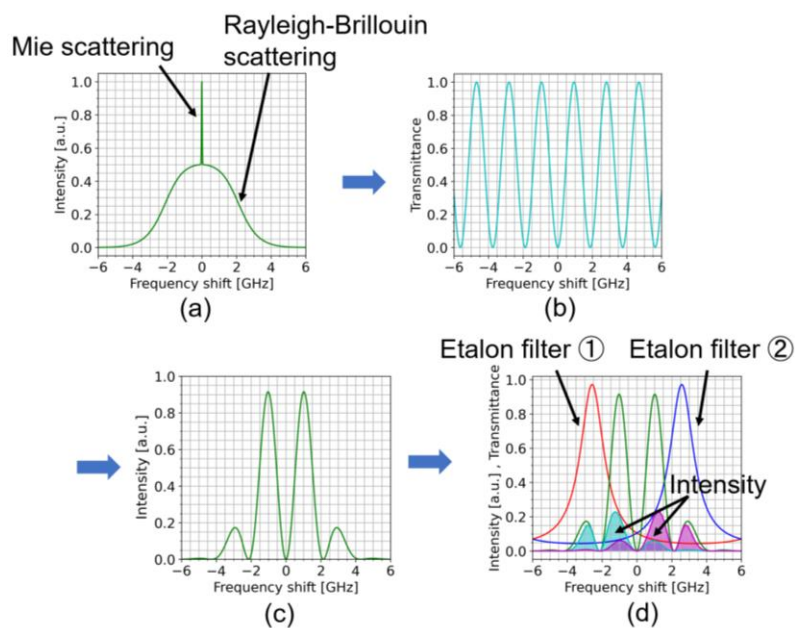 Mie scattering
Rayleigh-Brillouin
scattering
Intensity [a.u.]
1.0
0.8
0.6
0.4
0.2
0.0
−6 −4 −2 0 2 4 6
Frequency shift [GHz]
(a)
Transmittance
1.0
0.8
0.6
0.4
0.2
0.0
−6 −4 −2 0 2 4 6
Frequency shift [GHz]
(b)
Intensity [a.u.]
1.0
0.8
0.6
0.4
0.2
0.0
−6 −4 −2 0 2 4 6
Frequency shift [GHz]
(c)
Etalon filter ①
Etalon filter ②
Intensity [a.u.] , Transmittance
1.0
0.8
0.6
0.4
0.2
0.0
Intensity
−6 −4 −2 0 2 4 6
Frequency shift [GHz]
(d)